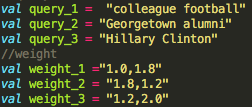 val query_1 = "colleague football"
val query_2 = "Georgetown alumni"
val query_3 = "Hillary Clinton"
//weight
val weight_1 ="1.0,1.8"
val weight_2 = "1.8,1.2"
val weight_3 = "1.2,2.0"